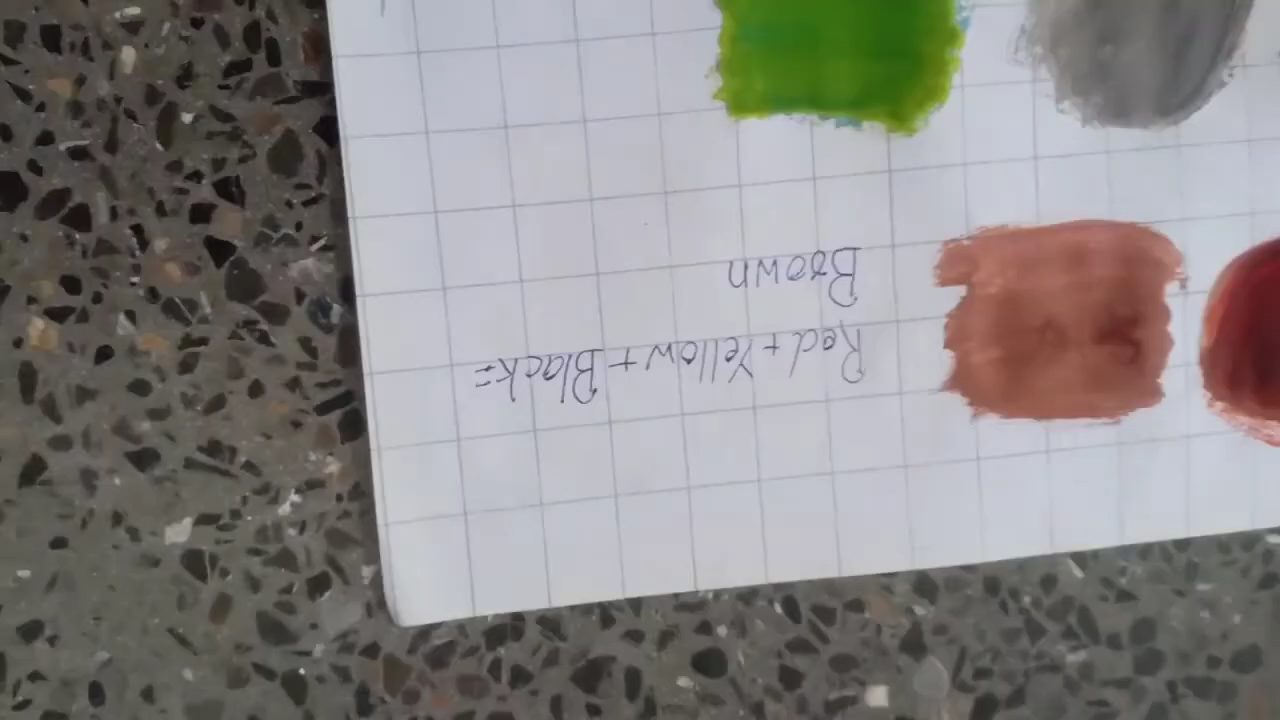 Red + Yellow + Black =
Brown